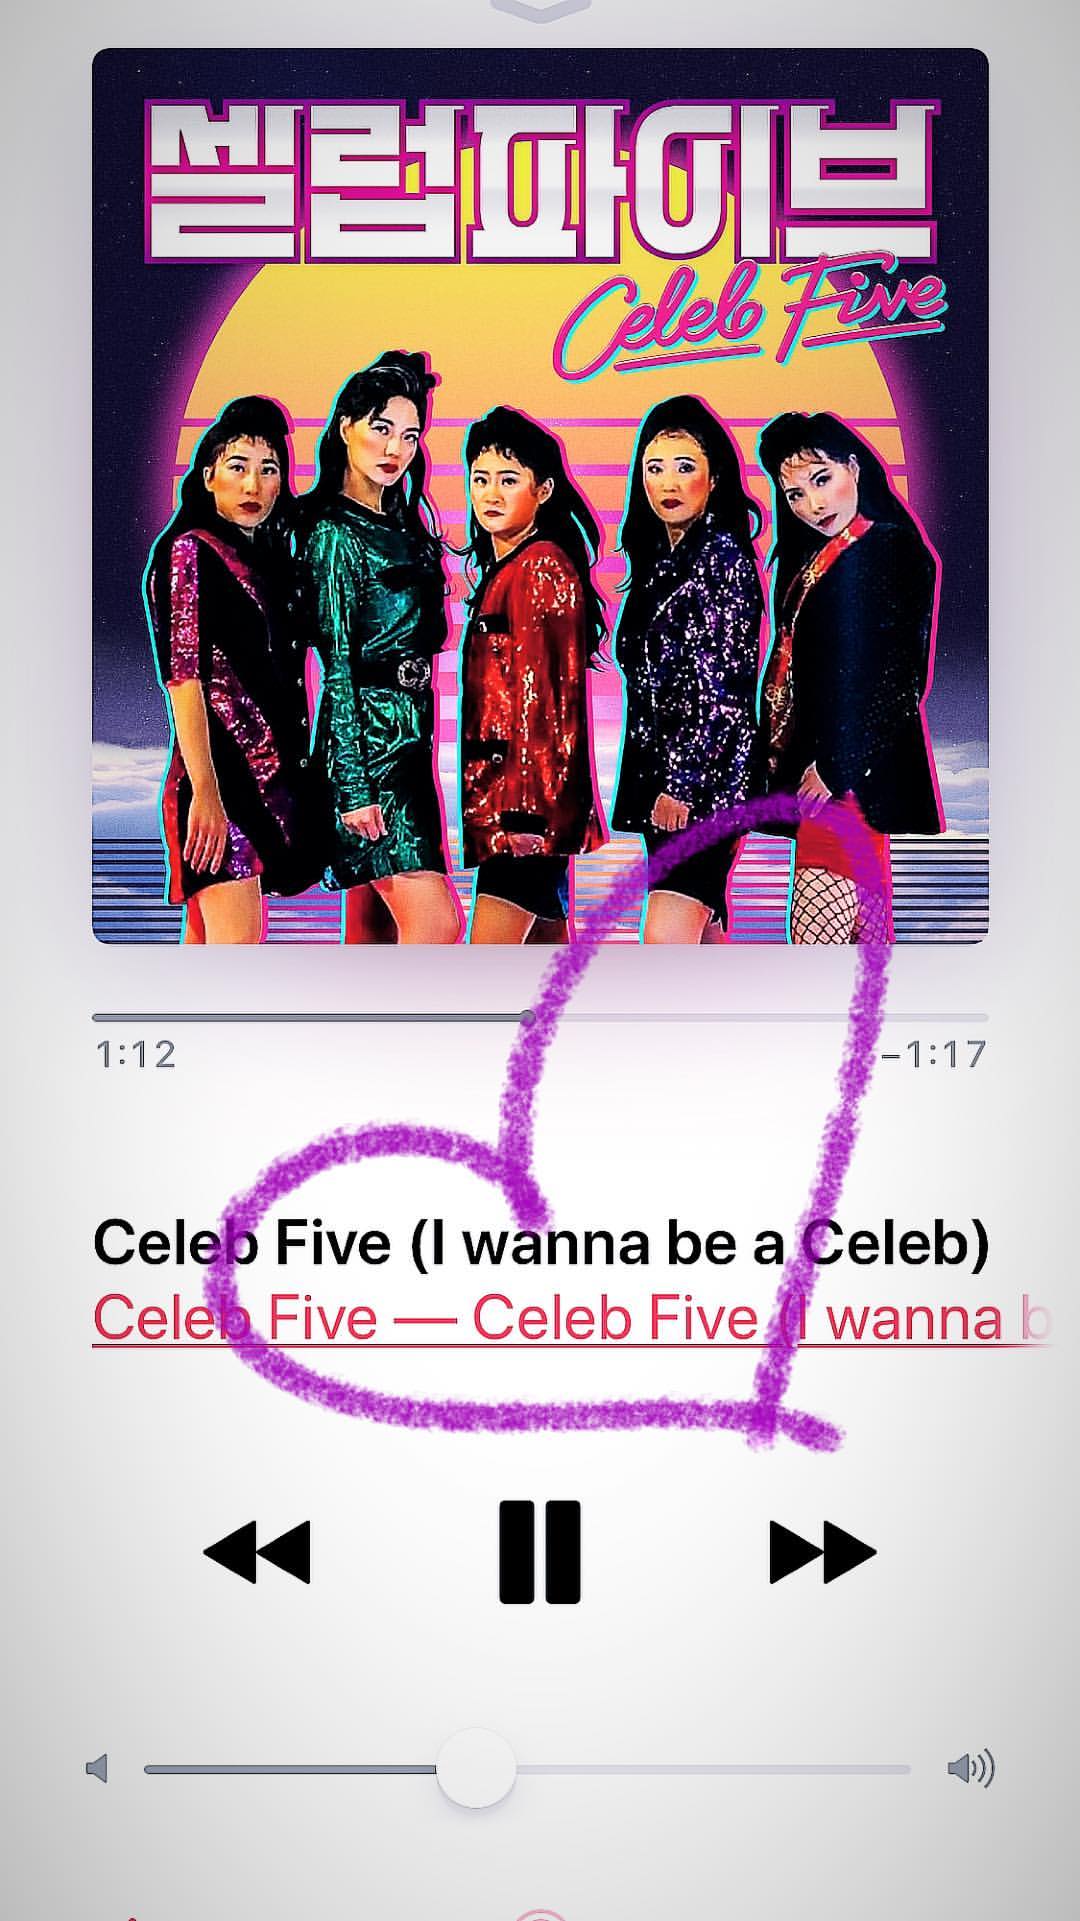 셀럽파이브
Celeb Five
1:12
–1:17
Celeb Five (I wanna be a Celeb)
Celeb Five — Celeb Five (I wanna b